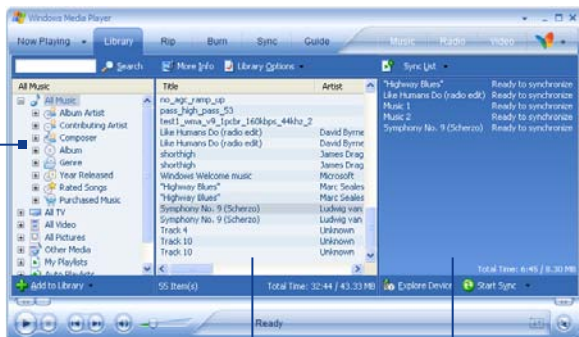 Windows Media Player
Now Playing Library Rip Burn Sync Guide Music Radio Video
Search More Info Library Options Sync List
All Music
All Music
Album Artist
Contributing Artist
Composer
Album
Genre
Year Released
Rated Songs
Purchased Music
All TV
All Video
All Pictures
Other Media
My Playlists
Auto Playlists
Title Artist
no_agc_ramp_up
pass_high_pass_53
test1_wma_v9_1pcbr_160kbps_44khz_2
Like Humans Do (radio edit) David Byrne
Like Humans Do (radio edit) David Byrne
shorthigh James Drag
shorthigh James Drag
Windows Welcome music Microsoft
"Highway Blues" Marc Seales
"Highway Blues" Marc Seales
Symphony No. 9 (Scherzo) Ludwig van
Symphony No. 9 (Scherzo) Ludwig van
Track 4 Unknown
Track 10 Unknown
Track 10 Unknown
"Highway Blues" Ready to synchronize
Like Humans Do (radio edit) Ready to synchronize
Music 1 Ready to synchronize
Music 2 Ready to synchronize
Symphony No. 9 (Scherzo) Ready to synchronize
Total Time: 6:45 / 8.30 MB
Add to Library 55 Item(s) Total Time: 32:44 / 43.33 MB Explore Device Start Sync
Ready